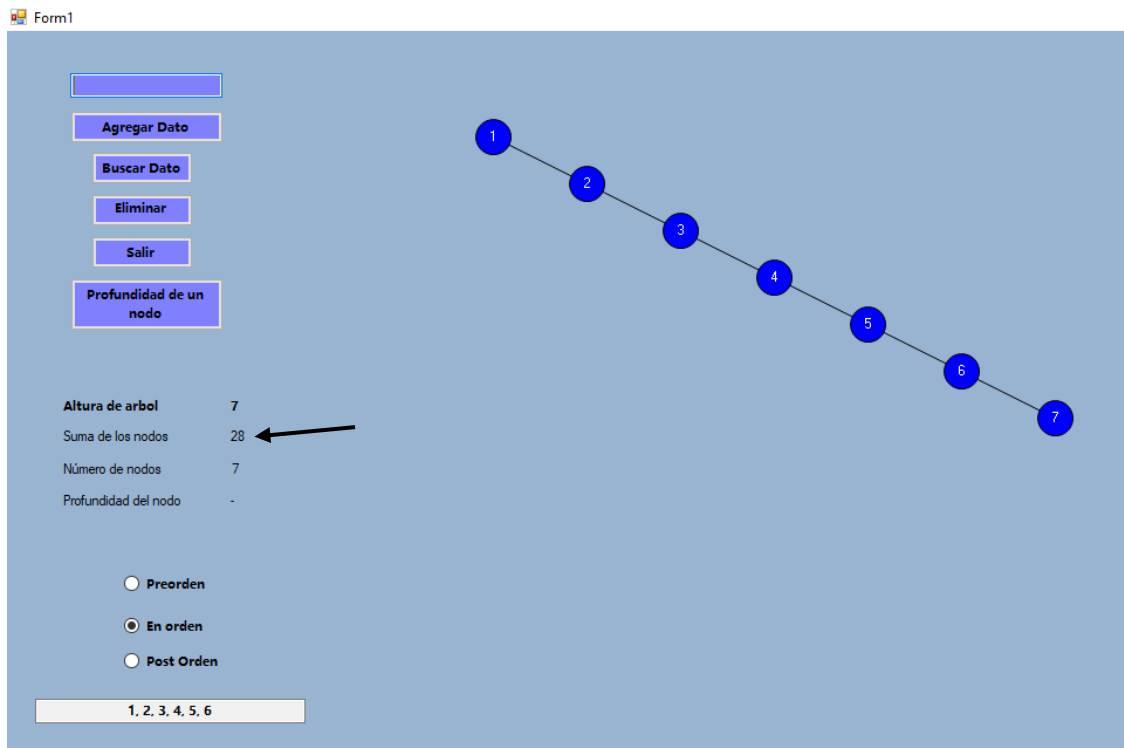 Form1
Agregar Dato
Buscar Dato
Eliminar
Salir
Profundidad de un
nodo
1
2
3
4
5
6
7
Altura de arbol 7
Suma de los nodos 28
Número de nodos 7
Profundidad del nodo -
Preorden
En orden
Post Orden
1, 2, 3, 4, 5, 6